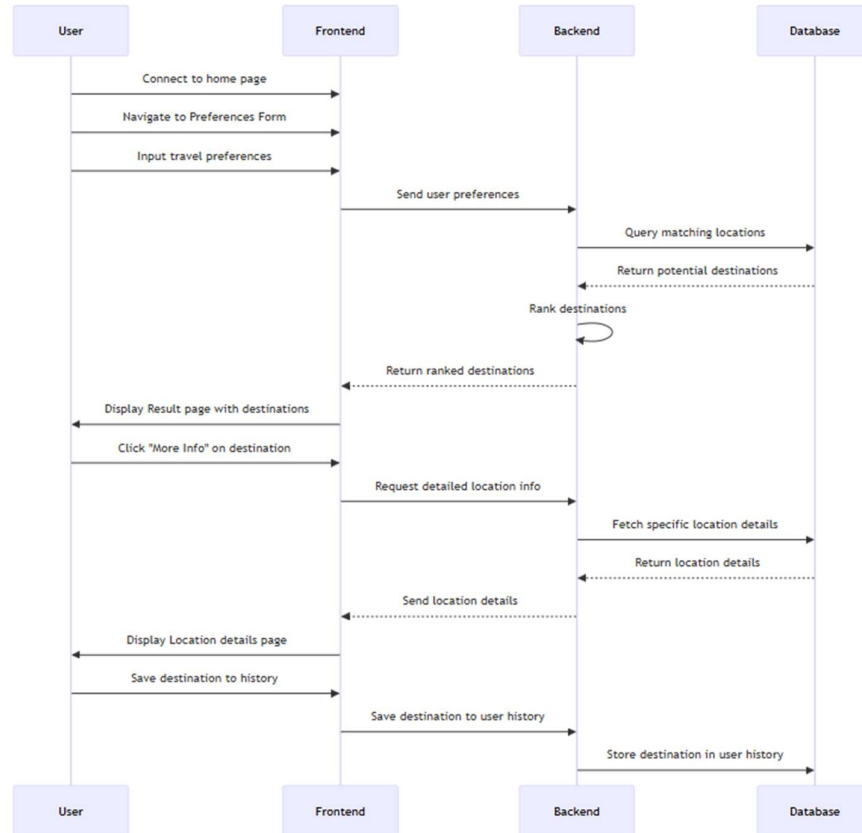 User
Frontend
Backend
Database
Connect to home page
Navigate to Preferences Form
Input travel preferences
Send user preferences
Query matching locations
Return potential destinations
Rank destinations
Return ranked destinations
Display Result page with destinations
Click "More Info" on destination
Request detailed location info
Fetch specific location details
Return location details
Send location details
Display Location details page
Save destination to history
Save destination to user history
Store destination in user history
User
Frontend
Backend
Database